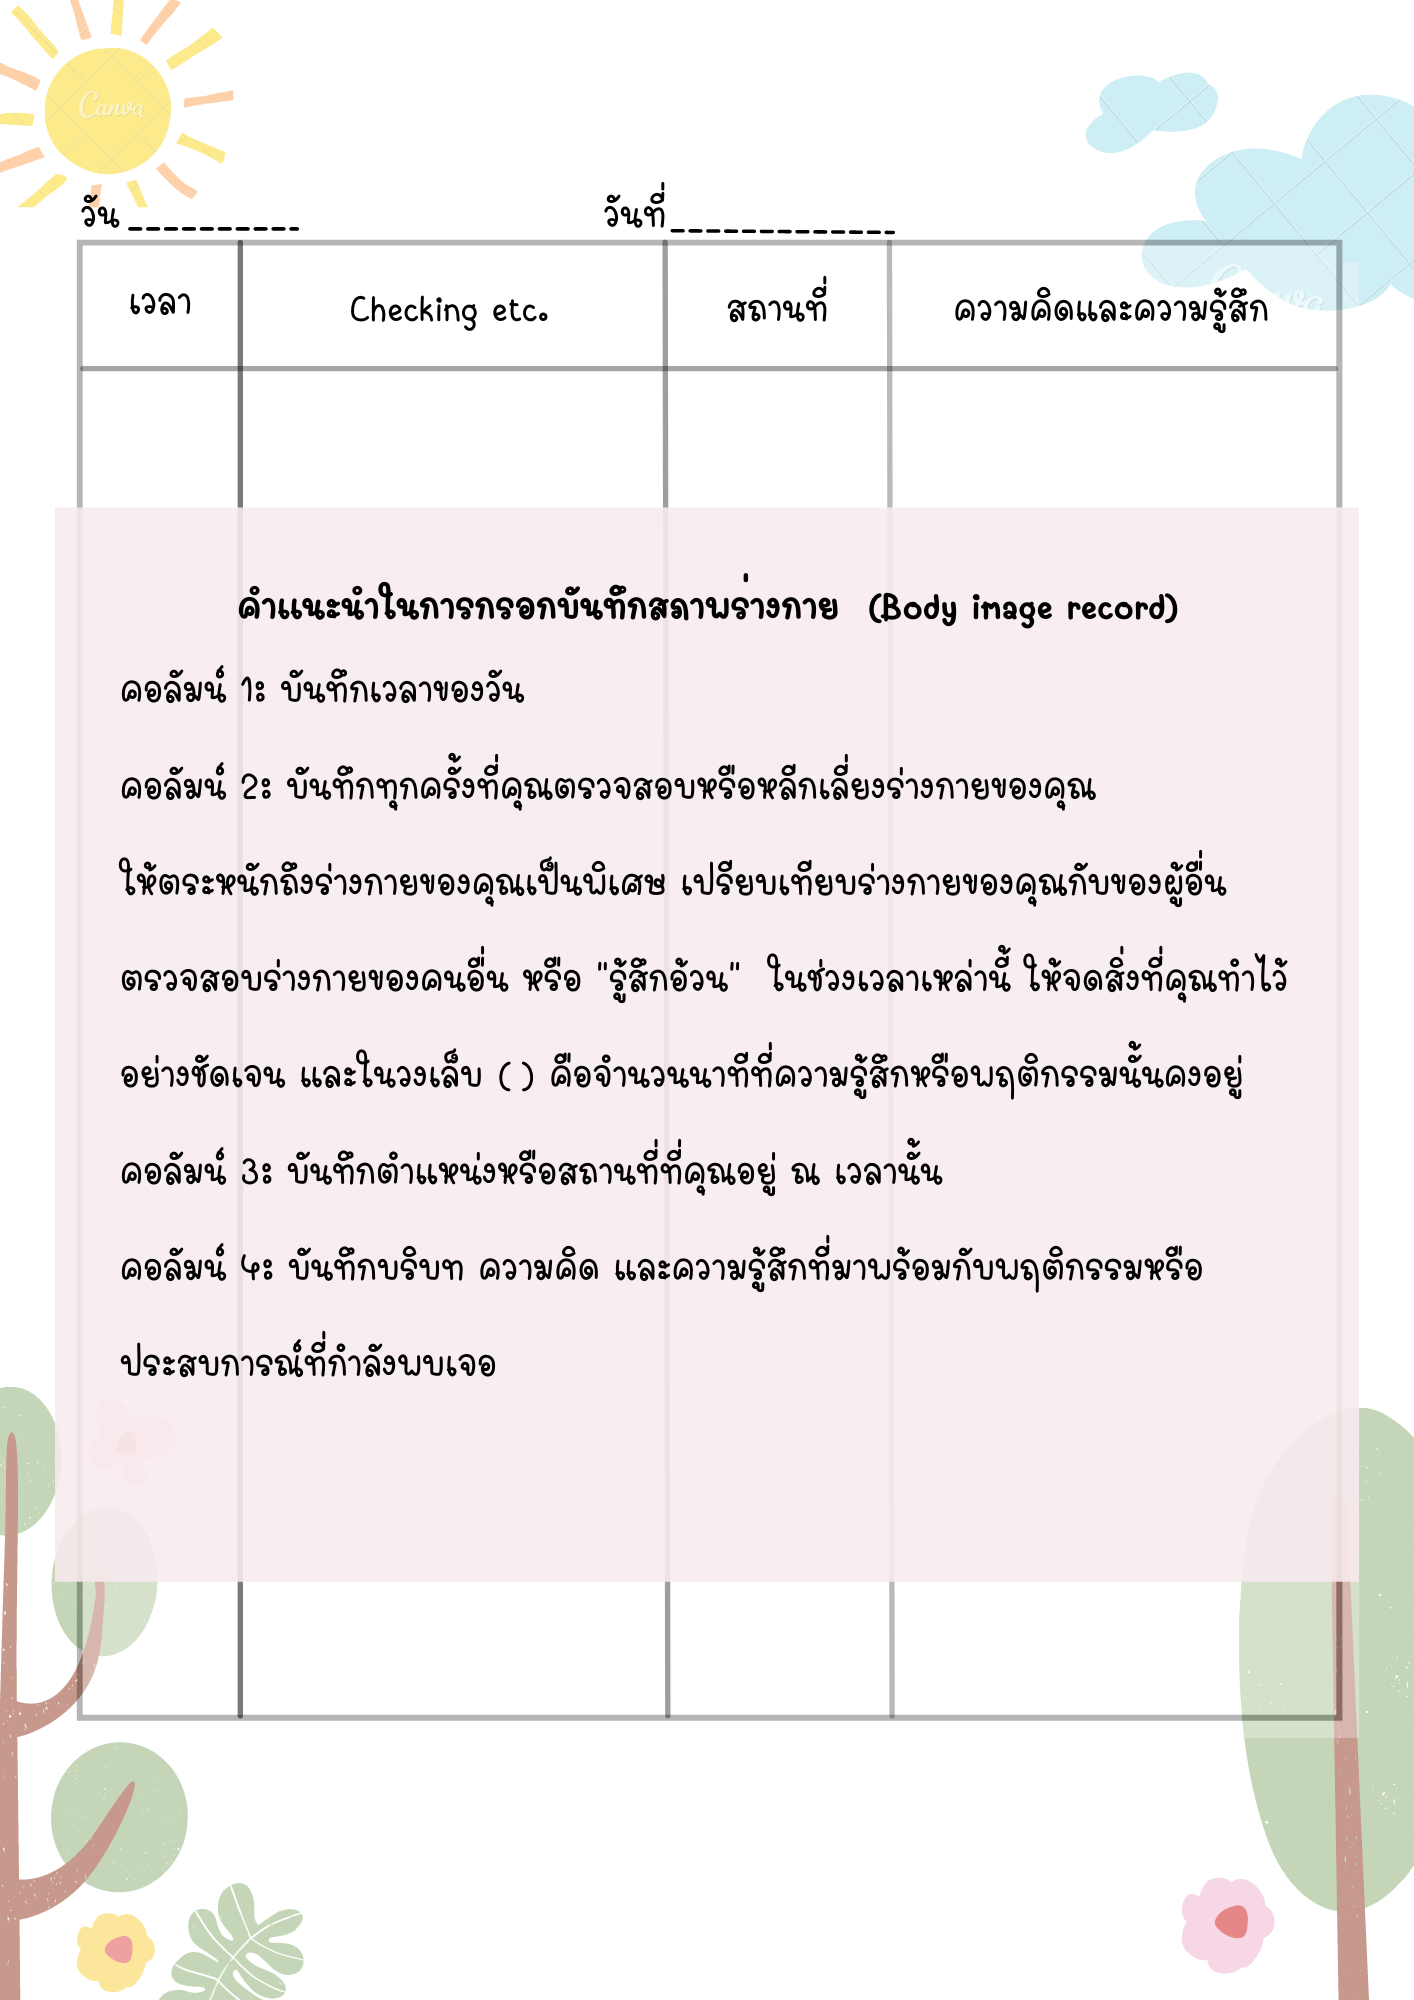 Canva
วัน __________
วันที่ _____________
Canva
เวลา
Checking etc.
สถานที่
ความคิดและความรู้สึก
คำแนะนำในการกรอกบันทึกสภาพร่างกาย (Body image record)
คอลัมน์ 1: บันทึกเวลาของวัน
คอลัมน์ 2: บันทึกทุกครั้งที่คุณตรวจสอบหรือหลีกเลี่ยงร่างกายของคุณ
ให้ตระหนักถึงร่างกายของคุณเป็นพิเศษ เปรียบเทียบร่างกายของคุณกับของผู้อื่น
ตรวจสอบร่างกายของคนอื่น หรือ "รู้สึกอ้วน" ในช่วงเวลาเหล่านี้ ให้จดสิ่งที่คุณทำไว้
อย่างชัดเจน และในวงเล็บ ( ) คือจำนวนนาทีที่ความรู้สึกหรือพฤติกรรมนั้นคงอยู่
คอลัมน์ 3: บันทึกตำแหน่งหรือสถานที่ที่คุณอยู่ ณ เวลานั้น
คอลัมน์ 4: บันทึกบริบท ความคิด และความรู้สึกที่มาพร้อมกับพฤติกรรมหรือ
ประสบการณ์ที่กำลังพบเจอ